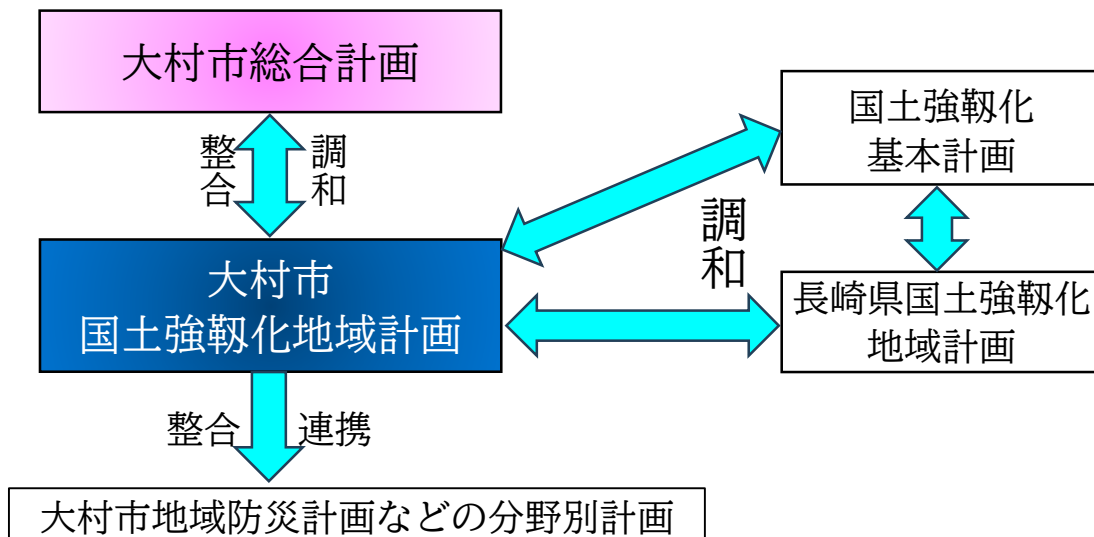 大村市総合計画
整合
調和
国土強靱化
基本計画
調和
大村市
国土強靱化地域計画
長崎県国土強靱化
地域計画
整合
連携
大村市地域防災計画などの分野別計画